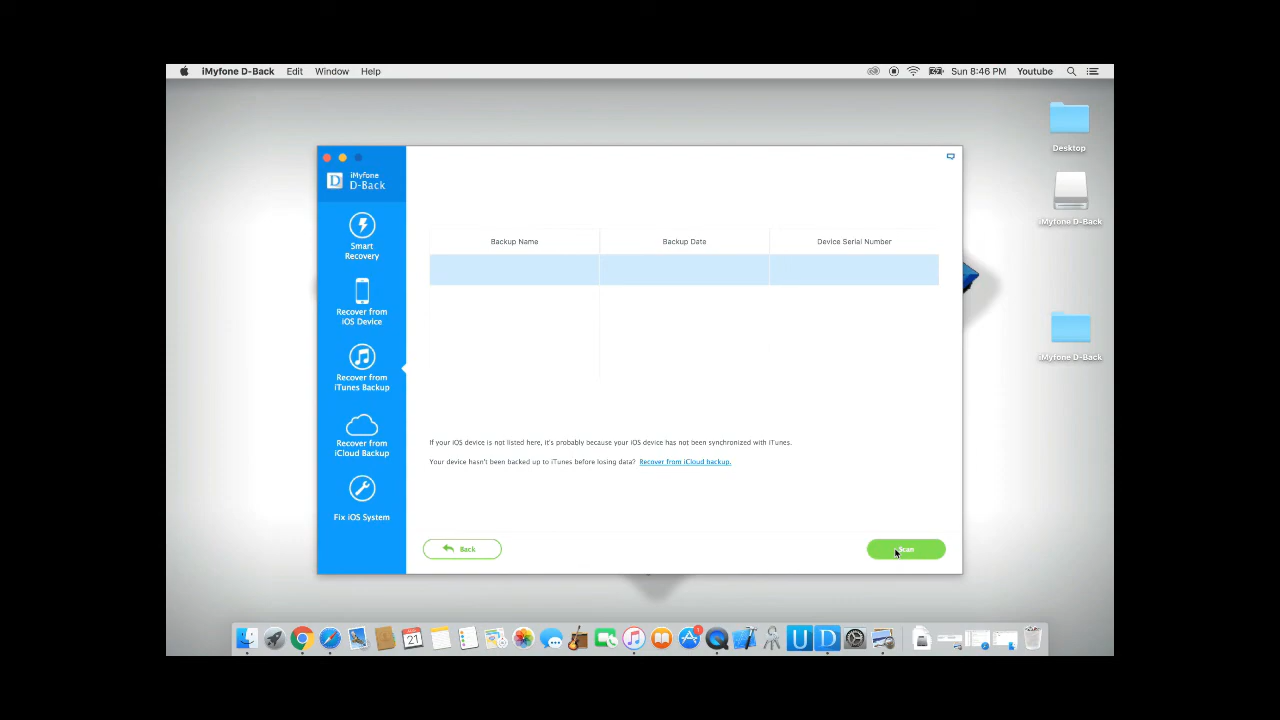 iMyfone D-Back Edit Window Help
Sun 8:46 PM Youtube
Desktop
iMyfone D-Back
iMyfone D-Back
D
iMyfone
D-Back
Smart
Recovery
Recover from
iOS Device
Recover from
iTunes Backup
Recover from
iCloud Backup
Fix iOS System
Backup Name Backup Date Device Serial Number
If your iOS device is not listed here, it's probably because your iOS device has not been synchronized with iTunes.
Your device hasn't been backed up to iTunes before losing data? Recover from iCloud backup.
Back
Scan
21
1
U
D